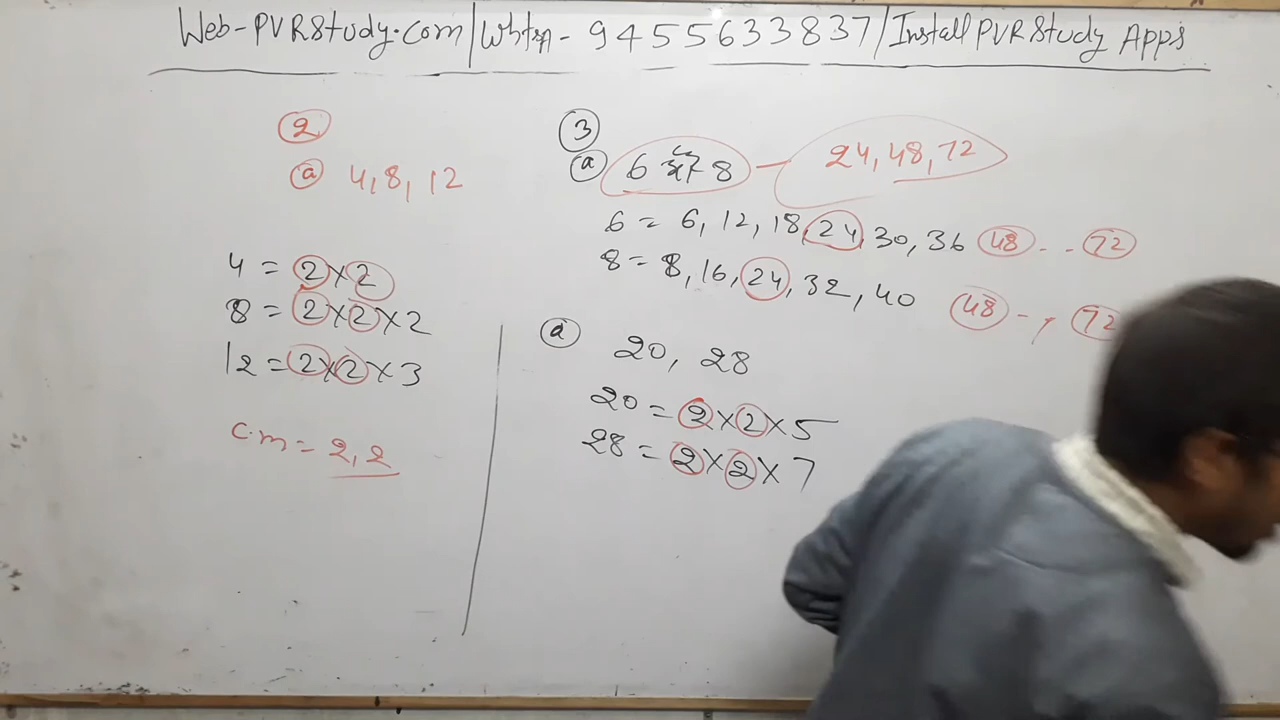 Web-PVRStudy.com/Whtsp-9455633837/Install PVRStudy Apps
2
a 4, 8, 12
4 = 2×2
8 = 2×2×2
12 = 2×2×3
C.m = 2,2
3
a 6 8 - 24, 48, 72
6 = 6, 12, 18, 24, 30, 36 48 - - 72
8 = 8, 16, 24, 32, 40 48 - , 72
a 20, 28
20 = 2×2×5
28 = 2×2×7